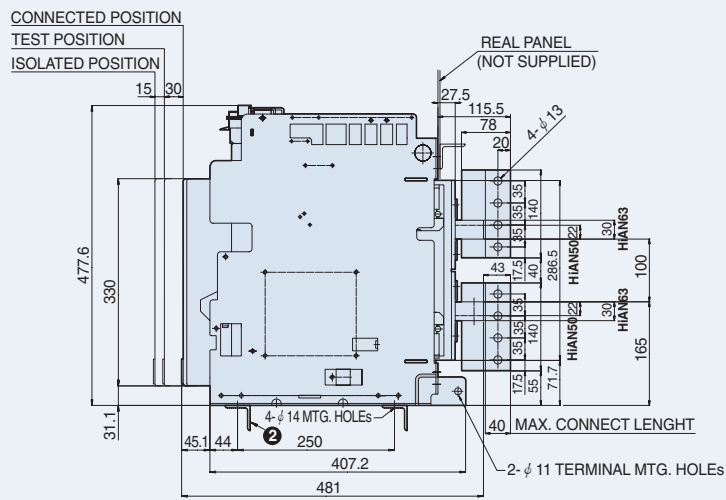 CONNECTED POSITION
TEST POSITION
ISOLATED POSITION
15
30
REAL PANEL
(NOT SUPPLIED)
27.5
115.5
78
4-ϕ 13
20
35
35
35
140
22
30
HiAN50
HiAN63
477.6
330
31.1
17.5
40
286.5
100
43
35
35
35
140
22
30
HiAN50
HiAN63
165
17.5
55
71.7
4-ϕ 14 MTG. HOLEs
2
45.1
44
250
40
MAX. CONNECT LENGHT
407.2
2-ϕ 11 TERMINAL MTG. HOLEs
481